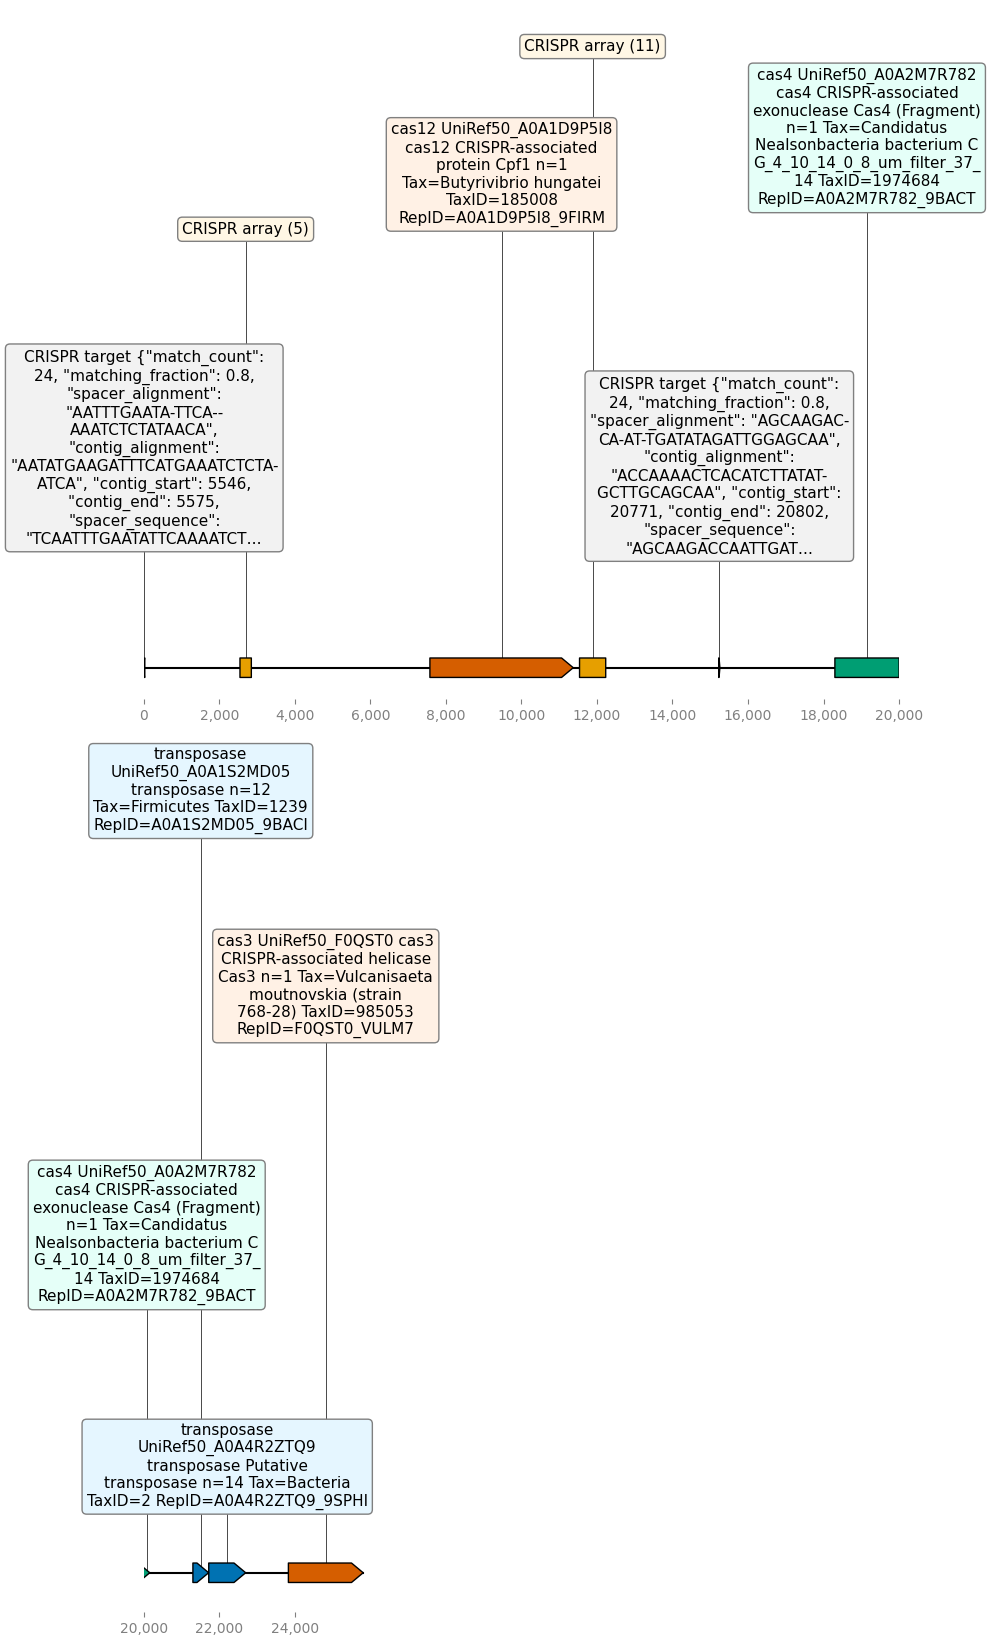 CRISPR array (11)
cas4 UniRef50_A0A2M7R782
cas4 CRISPR-associated
exonuclease Cas4 (Fragment)
n=1 Tax=Candidatus
Nealsonbacteria bacterium C
G_4_10_14_0_8_um_filter_37_
14 TaxID=1974684
RepID=A0A2M7R782_9BACT
cas12 UniRef50_A0A1D9P5I8
cas12 CRISPR-associated
protein Cpf1 n=1
Tax=Butyrivibrio hungatei
TaxID=185008
RepID=A0A1D9P5I8_9FIRM
CRISPR array (5)
CRISPR target {"match_count":
24, "matching_fraction": 0.8,
"spacer_alignment":
"AATTTGAATA-TTCA--
AAATCTCTATAACA",
"contig_alignment":
"AATATGAAGATTTCATGAAATCTCTA-
ATCA", "contig_start": 5546,
"contig_end": 5575,
"spacer_sequence":
"TCAATTTGAATATTCAAAATCT...
CRISPR target {"match_count":
24, "matching_fraction": 0.8,
"spacer_alignment": "AGCAAGAC-
CA-AT-TGATATAGATTGGAGCAA",
"contig_alignment":
"ACCAAAACTCACATCTTATAT-
GCTTGCAGCAA", "contig_start":
20771, "contig_end": 20802,
"spacer_sequence":
"AGCAAGACCAATTGAT...
0 2,000 4,000 6,000 8,000 10,000 12,000 14,000 16,000 18,000 20,000
transposase
UniRef50_A0A1S2MD05
transposase n=12
Tax=Firmicutes TaxID=1239
RepID=A0A1S2MD05_9BACI
cas3 UniRef50_F0QST0 cas3
CRISPR-associated helicase
Cas3 n=1 Tax=Vulcanisaeta
moutnovskia (strain
768-28) TaxID=985053
RepID=F0QST0_VULM7
cas4 UniRef50_A0A2M7R782
cas4 CRISPR-associated
exonuclease Cas4 (Fragment)
n=1 Tax=Candidatus
Nealsonbacteria bacterium C
G_4_10_14_0_8_um_filter_37_
14 TaxID=1974684
RepID=A0A2M7R782_9BACT
transposase
UniRef50_A0A4R2ZTQ9
transposase Putative
transposase n=14 Tax=Bacteria
TaxID=2 RepID=A0A4R2ZTQ9_9SPHI
20,000 22,000 24,000